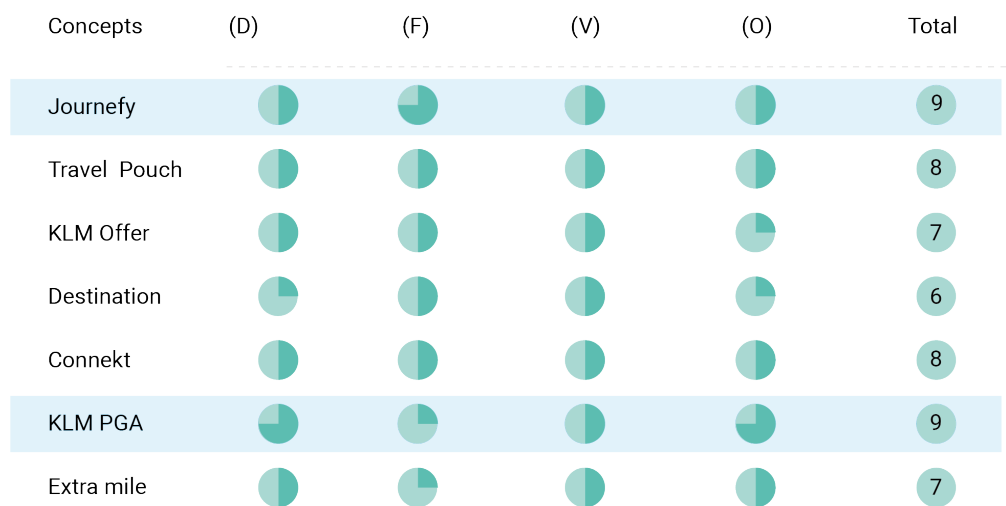 Concepts (D) (F) (V) (O) Total
Journefy 9
Travel Pouch 8
KLM Offer 7
Destination 6
Connekt 8
KLM PGA 9
Extra mile 7